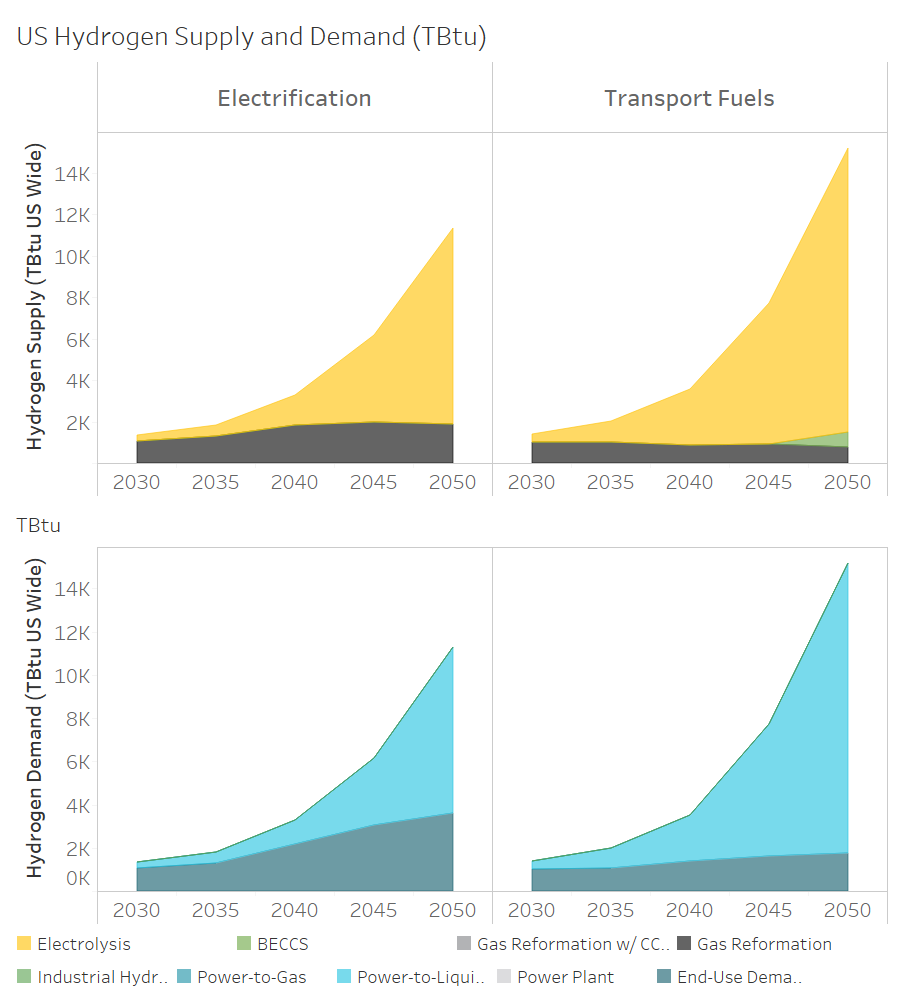 US Hydrogen Supply and Demand (TBtu)
Electrification Transport Fuels
Hydrogen Supply (TBtu US Wide)
14K
12K
10K
8K
6K
4K
2K
2030 2035 2040 2045 2050 2030 2035 2040 2045 2050
TBtu
Hydrogen Demand (TBtu US Wide)
14K
12K
10K
8K
6K
4K
2K
0K
2030 2035 2040 2045 2050 2030 2035 2040 2045 2050
Electrolysis BECCS Gas Reformation w/ CC.. Gas Reformation
Industrial Hydr.. Power-to-Gas Power-to-Liqui.. Power Plant End-Use Dema..